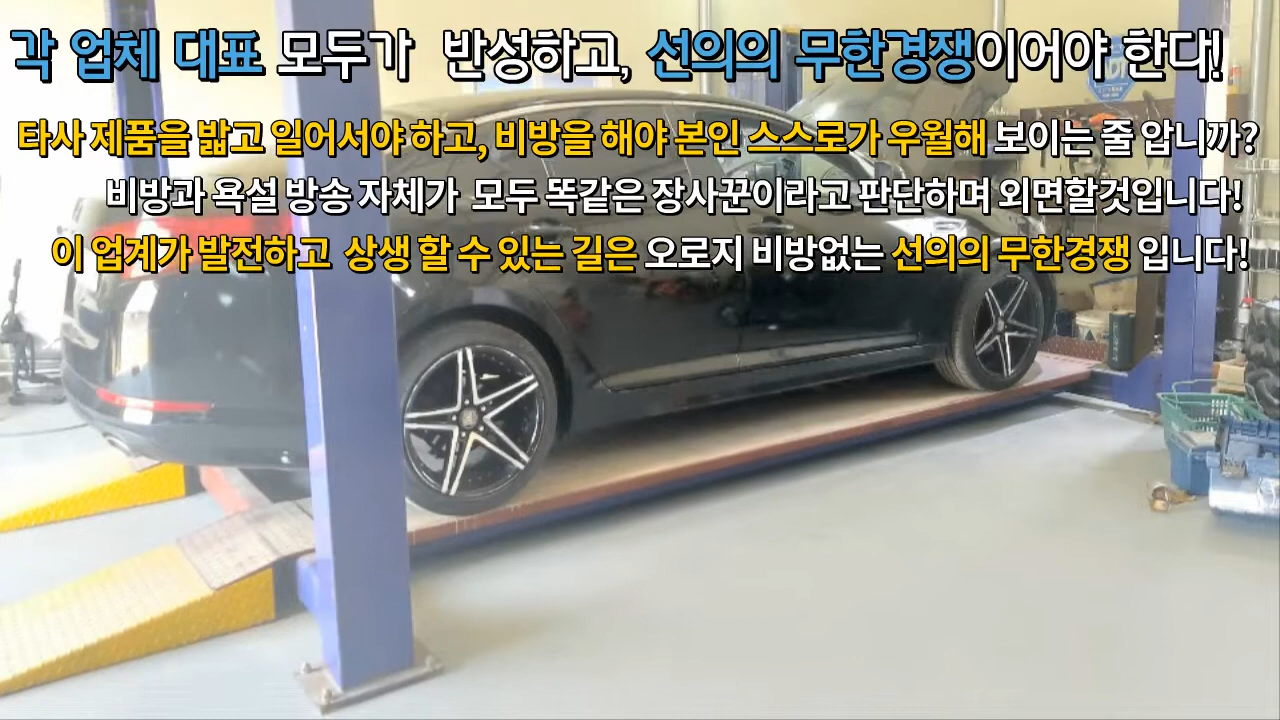 각 업체 대표 모두가 반성하고, 선의의 무한경쟁이어야 한다!
타사 제품을 밟고 일어서야 하고, 비방을 해야 본인 스스로가 우월해 보이는 줄 압니까?
비방과 욕설 방송 자체가 모두 똑같은 장사꾼이라고 판단하며 외면할것입니다!
이 업계가 발전하고 상생 할 수 있는 길은 오로지 비방없는 선의의 무한경쟁 입니다!